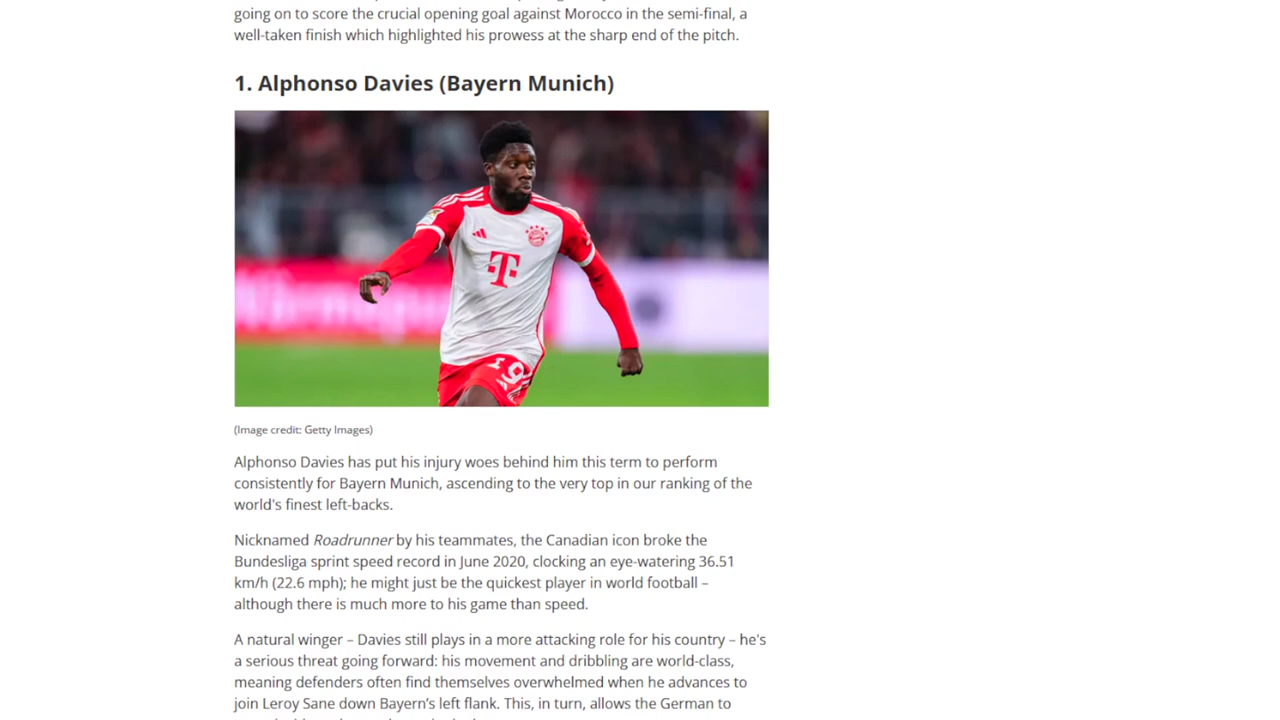 going on to score the crucial opening goal against Morocco in the semi-final, a
well-taken finish which highlighted his prowess at the sharp end of the pitch.
1. Alphonso Davies (Bayern Munich)
T
19
(Image credit: Getty Images)
Alphonso Davies has put his injury woes behind him this term to perform
consistently for Bayern Munich, ascending to the very top in our ranking of the
world's finest left-backs.
Nicknamed Roadrunner by his teammates, the Canadian icon broke the
Bundesliga sprint speed record in June 2020, clocking an eye-watering 36.51
km/h (22.6 mph); he might just be the quickest player in world football –
although there is much more to his game than speed.
A natural winger – Davies still plays in a more attacking role for his country – he's
a serious threat going forward: his movement and dribbling are world-class,
meaning defenders often find themselves overwhelmed when he advances to
join Leroy Sane down Bayern’s left flank. This, in turn, allows the German to